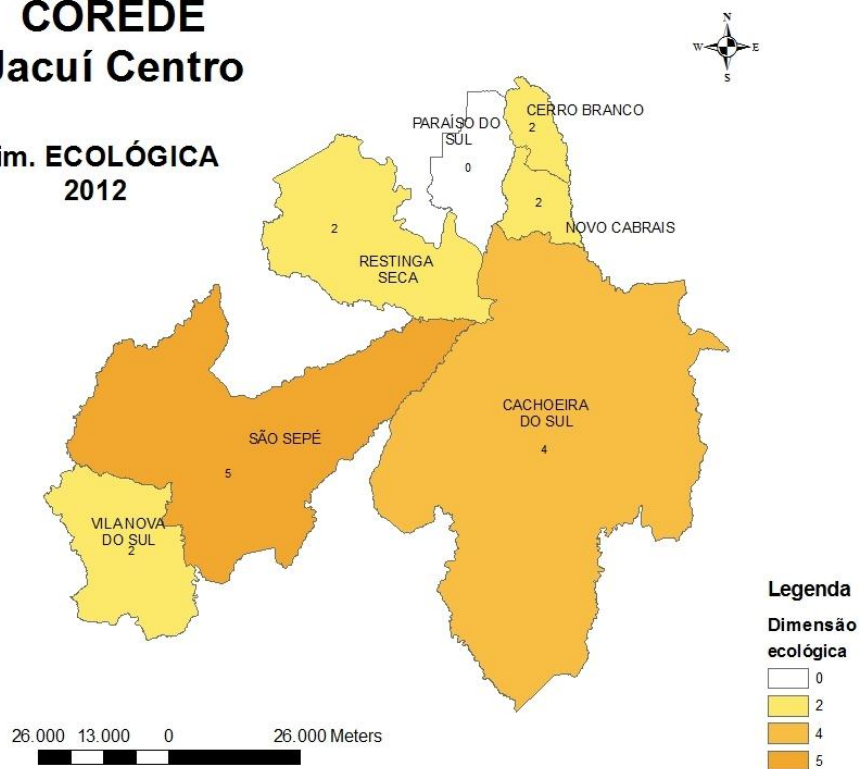 COREDE
Jacuí Centro
im. ECOLÓGICA
2012
N
W
E
S
PARAÍSO DO
SUL
0
CERRO BRANCO
2
2
NOVO CABRAIS
2
RESTINGA
SECA
CACHOEIRA
DO SUL
4
SÃO SEPÉ
5
VILA NOVA
DO SUL
2
Legenda
Dimensão
ecológica
0
2
4
5
26.000 13.000 0 26.000 Meters